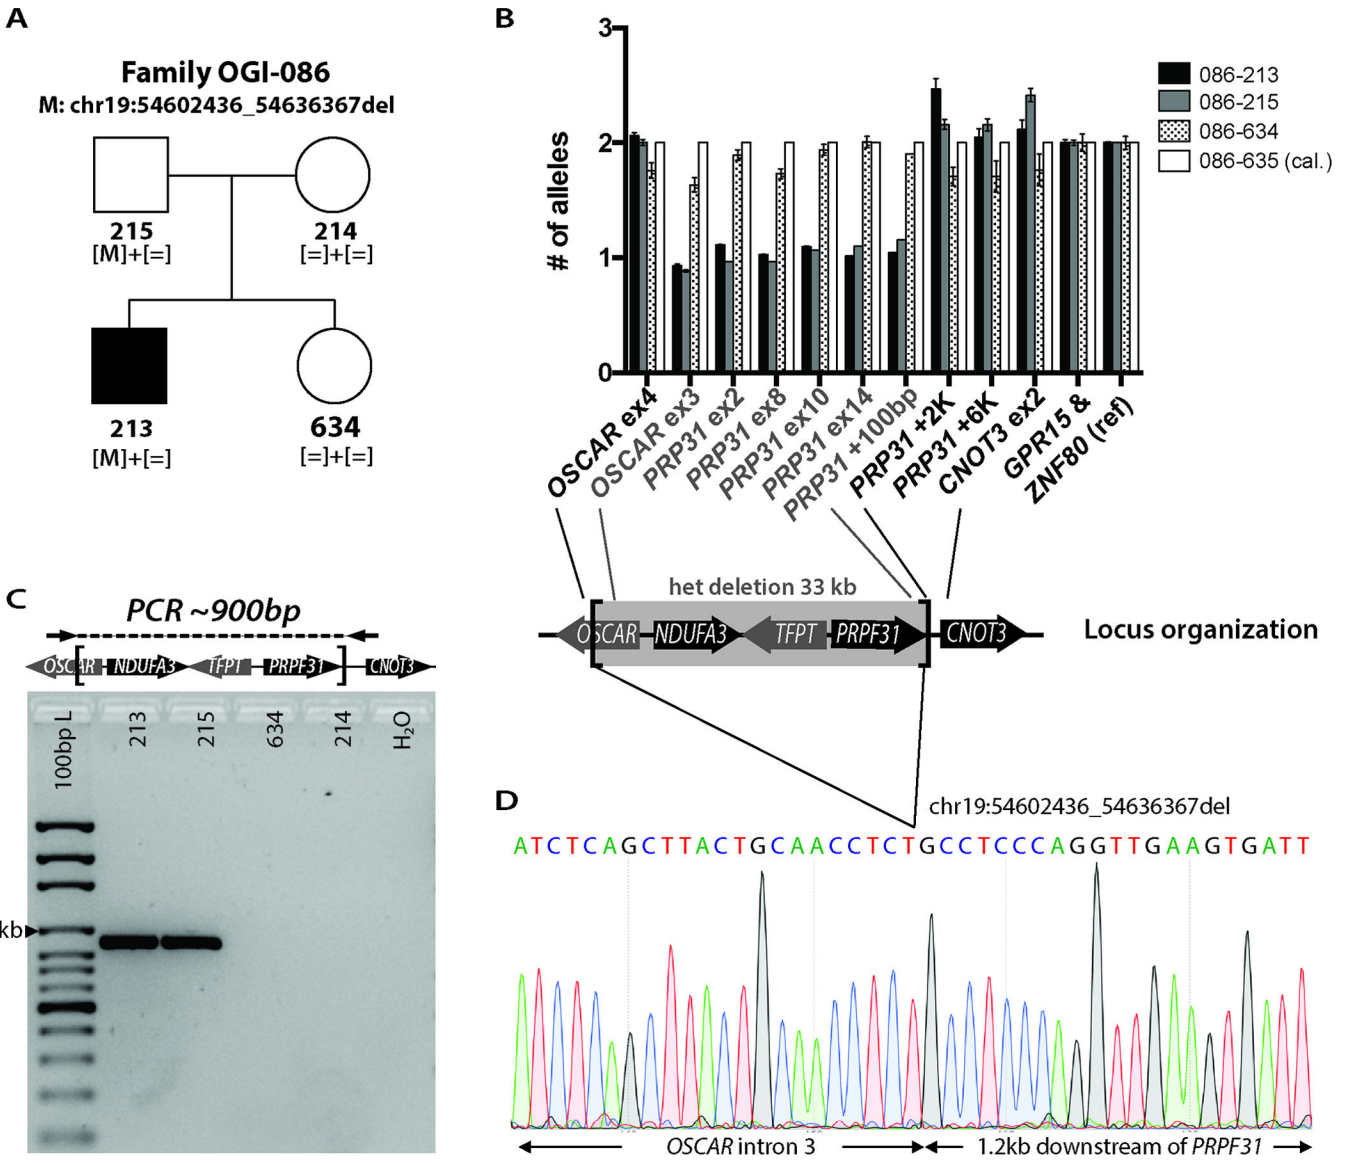 A
Family OGI-086
M: chr19:54602436_54636367del
215
[M]+[=]
214
[=]+[=]
213
[M]+[=]
634
[=]+[=]
B
# of alleles
3
2
1
0
086-213
086-215
086-634
086-635 (cal.)
OSCAR ex4
OSCAR ex3
PRP31 ex2
PRP31 ex8
PRP31 ex10
PRP31 ex14
PRP31 +100bp
PRP31 +2K
PRP31 +6K
CNOT3 ex2
GPR15 &
ZNF80 (ref)
het deletion 33 kb
OSCAR NDUFA3 TFPT PRPF31 CNOT3
Locus organization
C
PCR ~900bp
OSCAR NDUFA3 TFPT PRPF31 CNOT3
100bp L
213
215
634
214
H₂O
kb
D
chr19:54602436_54636367del
ATCTCAGCTTACTGCAACCTCTGCCTCCCAGGTTGAAGTGATT
OSCAR intron 3
1.2kb downstream of PRPF31